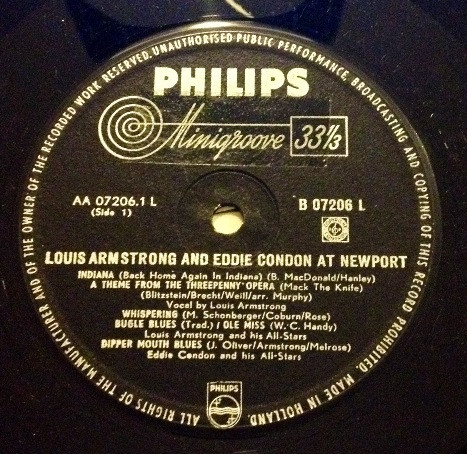 ALL RIGHTS OF THE MANUFACTURER AND OF THE OWNER OF THE RECORDED WORK RESERVED. UNAUTHORISED PUBLIC PERFORMANCE, BROADCASTING AND COPYING OF THIS RECORD PROHIBITED. MADE IN HOLLAND.
PHILIPS
Minigroove 33⅓
AA 07206.1 L B 07206 L
(Side 1)
LOUIS ARMSTRONG AND EDDIE CONDON AT NEWPORT
INDIANA (Back Home Again In Indiana) (B. MacDonald/Hanley)
A THEME FROM THE THREEPENNY OPERA (Mack The Knife)
(Blitzstein/Brecht/Weill/arr. Murphy)
Vocal by Louis Armstrong
WHISPERING (M. Schonberger/Coburn/Rose)
BUGLE BLUES (Trad.) / OLE MISS (W.C. Handy)
Louis Armstrong and his All-Stars
DIPPER MOUTH BLUES (J. Oliver/Armstrong/Melrose)
Eddie Condon and his All-Stars
PHILIPS